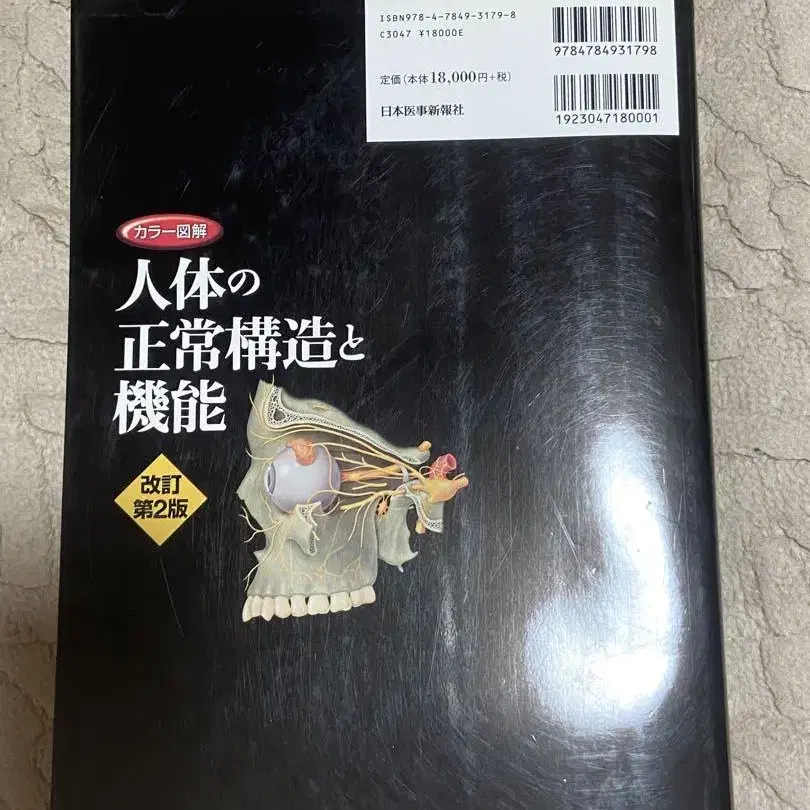 ISBN978-4-7849-3179-8
C3047 ¥18000E
定価(本体18,000円+税)
日本医事新報社
9784784931798
1923047180001
カラー図解
人体の
正常構造と
機能
改訂
第2版